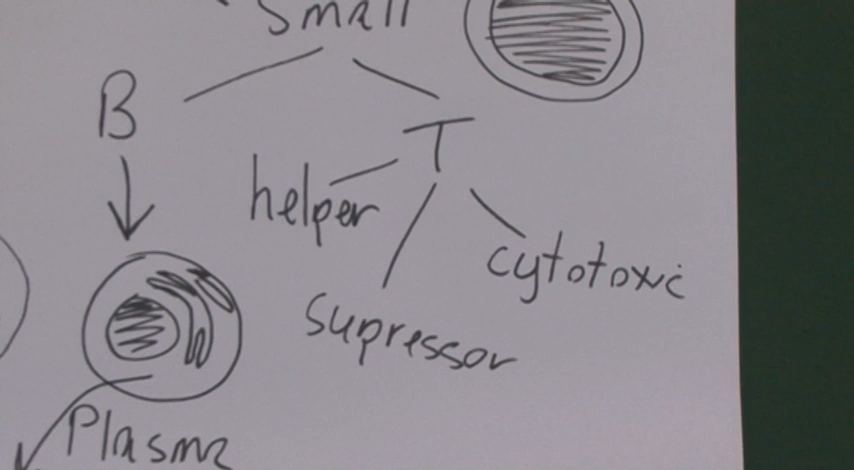 small
B
T
helper
cytotoxic
supressor
Plasma